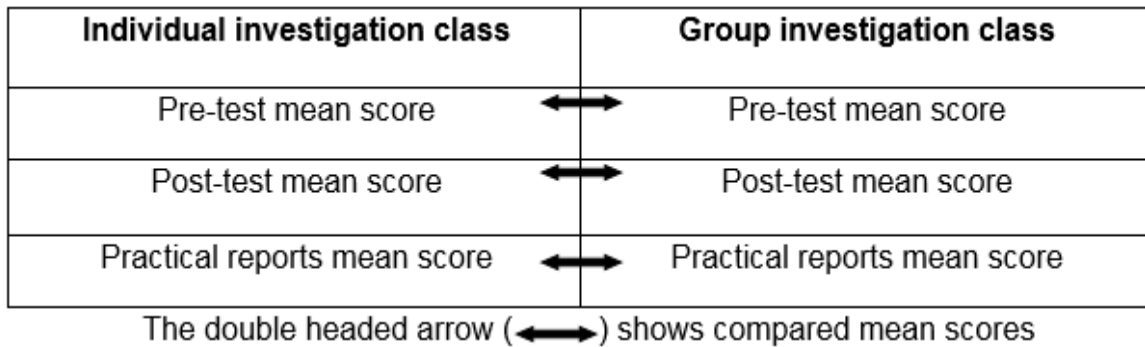 Individual investigation class Group investigation class
Pre-test mean score Pre-test mean score
Post-test mean score Post-test mean score
Practical reports mean score Practical reports mean score
The double headed arrow (⟷) shows compared mean scores